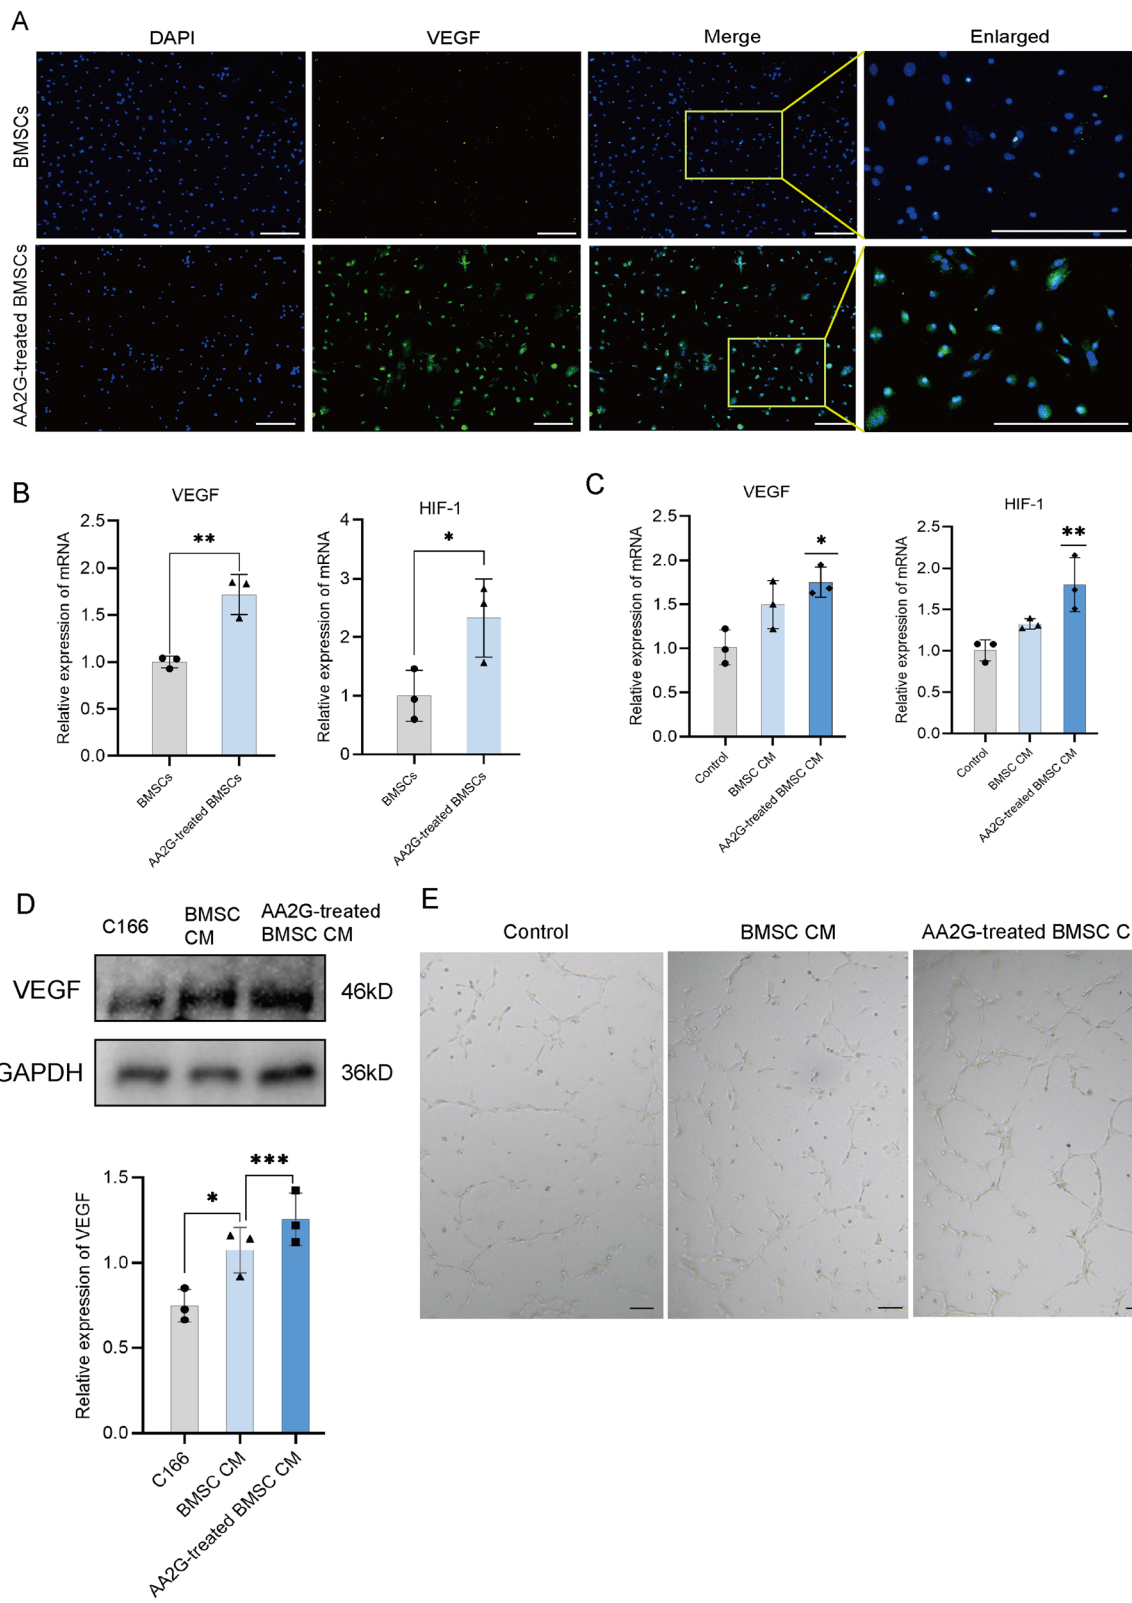 A
DAPI VEGF Merge Enlarged
BMSCs
AA2G-treated BMSCs
B
VEGF
Relative expression of mRNA
2.5
2.0
1.5
1.0
0.5
0.0
**
BMSCs
AA2G-treated BMSCs
HIF-1
Relative expression of mRNA
4
3
2
1
0
*
BMSCs
AA2G-treated BMSCs
C
VEGF
Relative expression of mRNA
2.5
2.0
1.5
1.0
0.5
0.0
*
Control
BMSC CM
AA2G-treated BMSC CM
HIF-1
Relative expression of mRNA
2.5
2.0
1.5
1.0
0.5
0.0
**
Control
BMSC CM
AA2G-treated BMSC CM
D
C166
BMSC
CM
AA2G-treated
BMSC CM
VEGF 46kD
GAPDH 36kD
Relative expression of VEGF
1.5
1.0
0.5
0.0
*
***
C166
BMSC CM
AA2G-treated BMSC CM
E
Control BMSC CM AA2G-treated BMSC C